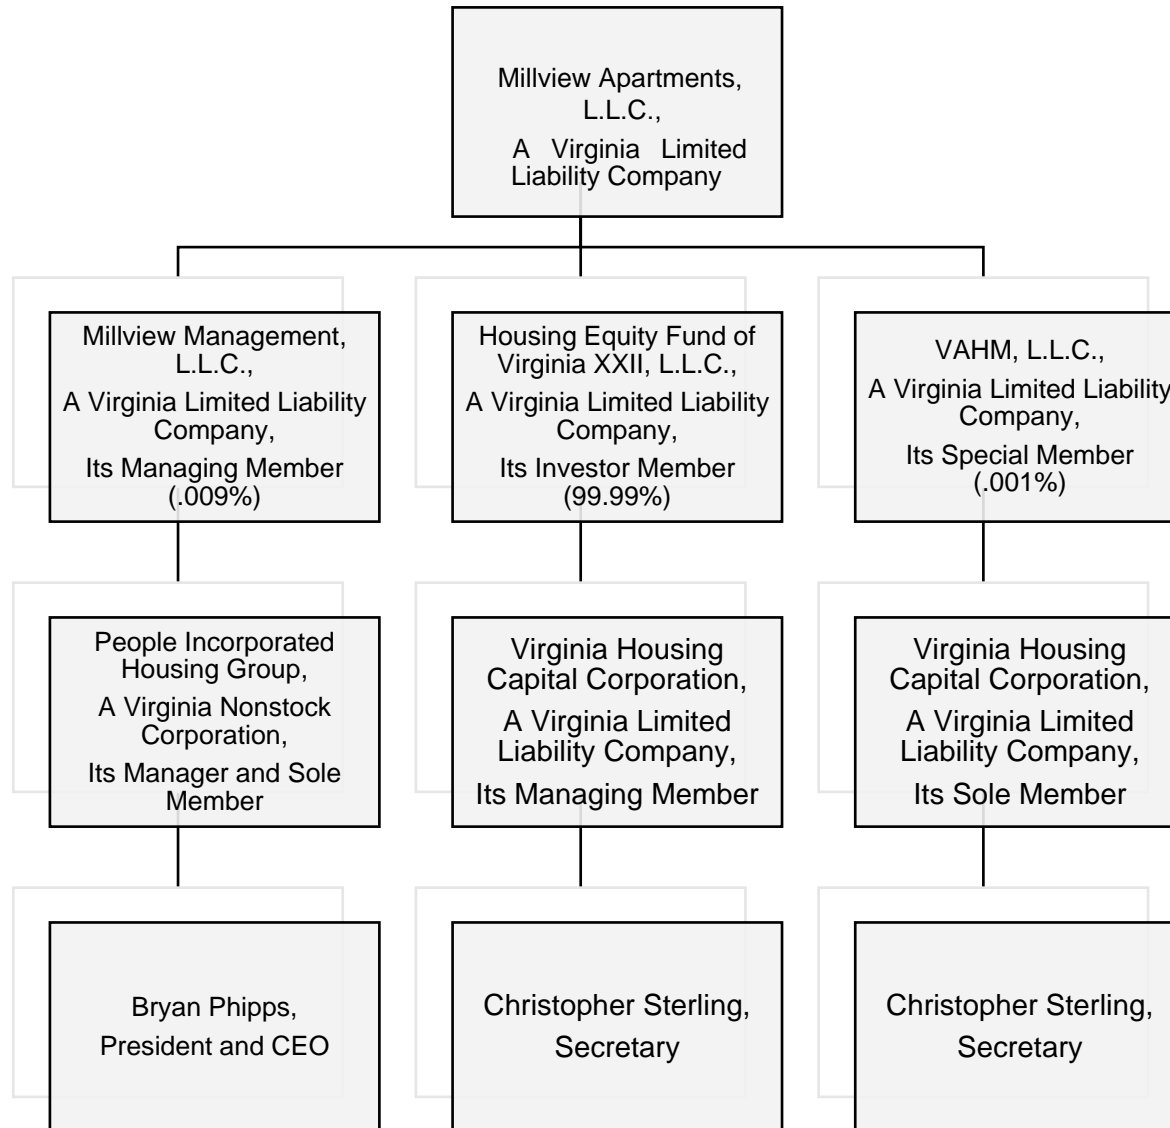 Millview Apartments,
L.L.C.,
A Virginia Limited
Liability Company
Millview Management,
L.L.C.,
A Virginia Limited Liability
Company,
Its Managing Member
(.009%)
Housing Equity Fund of
Virginia XXII, L.L.C.,
A Virginia Limited Liability
Company,
Its Investor Member
(99.99%)
VAHM, L.L.C.,
A Virginia Limited Liability
Company,
Its Special Member
(.001%)
People Incorporated
Housing Group,
A Virginia Nonstock
Corporation,
Its Manager and Sole
Member
Virginia Housing
Capital Corporation,
A Virginia Limited
Liability Company,
Its Managing Member
Virginia Housing
Capital Corporation,
A Virginia Limited
Liability Company,
Its Sole Member
Bryan Phipps,
President and CEO
Christopher Sterling,
Secretary
Christopher Sterling,
Secretary